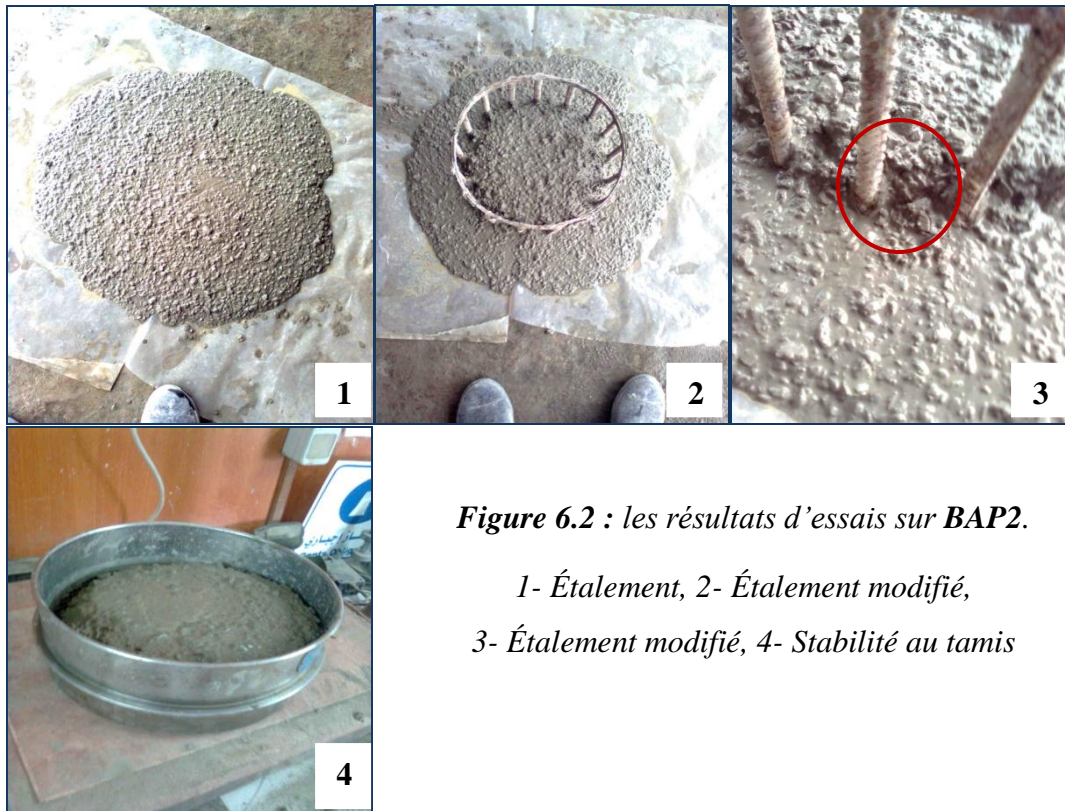 1
2
3
4
Figure 6.2 : les résultats d’essais sur BAP2.
1- Étalement, 2- Étalement modifié,
3- Étalement modifié, 4- Stabilité au tamis